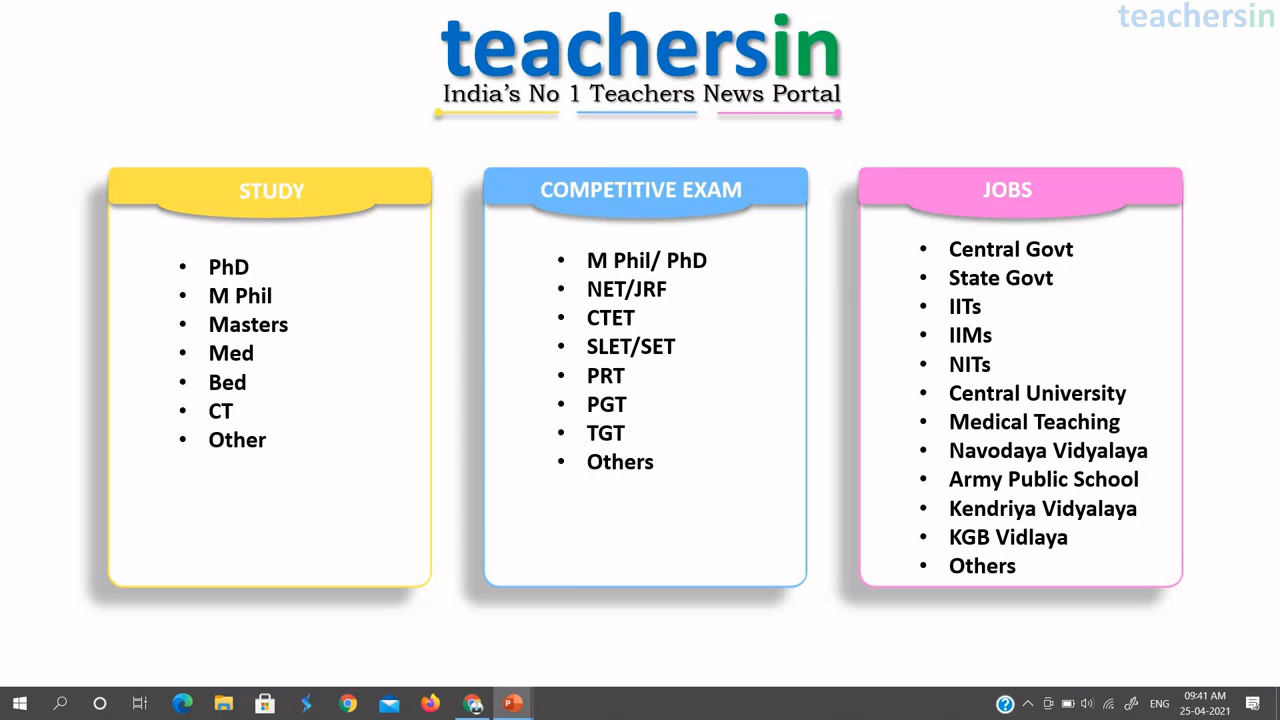 teachersin
teachersin
India's No 1 Teachers News Portal
STUDY
• PhD
• M Phil
• Masters
• Med
• Bed
• CT
• Other
COMPETITIVE EXAM
• M Phil/ PhD
• NET/JRF
• CTET
• SLET/SET
• PRT
• PGT
• TGT
• Others
JOBS
• Central Govt
• State Govt
• IITs
• IIMs
• NITs
• Central University
• Medical Teaching
• Navodaya Vidyalaya
• Army Public School
• Kendriya Vidyalaya
• KGB Vidlaya
• Others
ENG
09:41 AM
25-04-2021